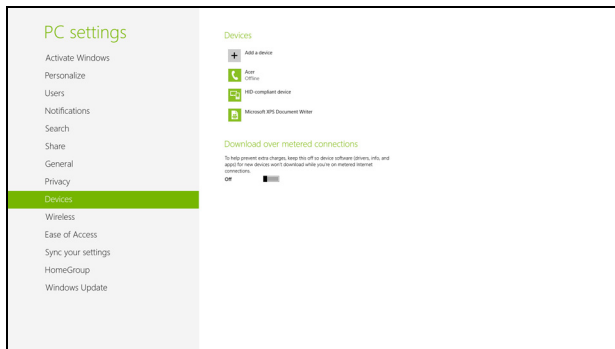 PC settings
Activate Windows
Personalize
Users
Notifications
Search
Share
General
Privacy
Devices
Wireless
Ease of Access
Sync your settings
HomeGroup
Windows Update
Devices
Add a device
Acer
Offline
HID-compliant device
Microsoft XPS Document Writer
Download over metered connections
To help prevent extra charges, keep this off so device software (drivers, info, and
apps) for new devices won't download while you're on metered Internet
connections.
Off